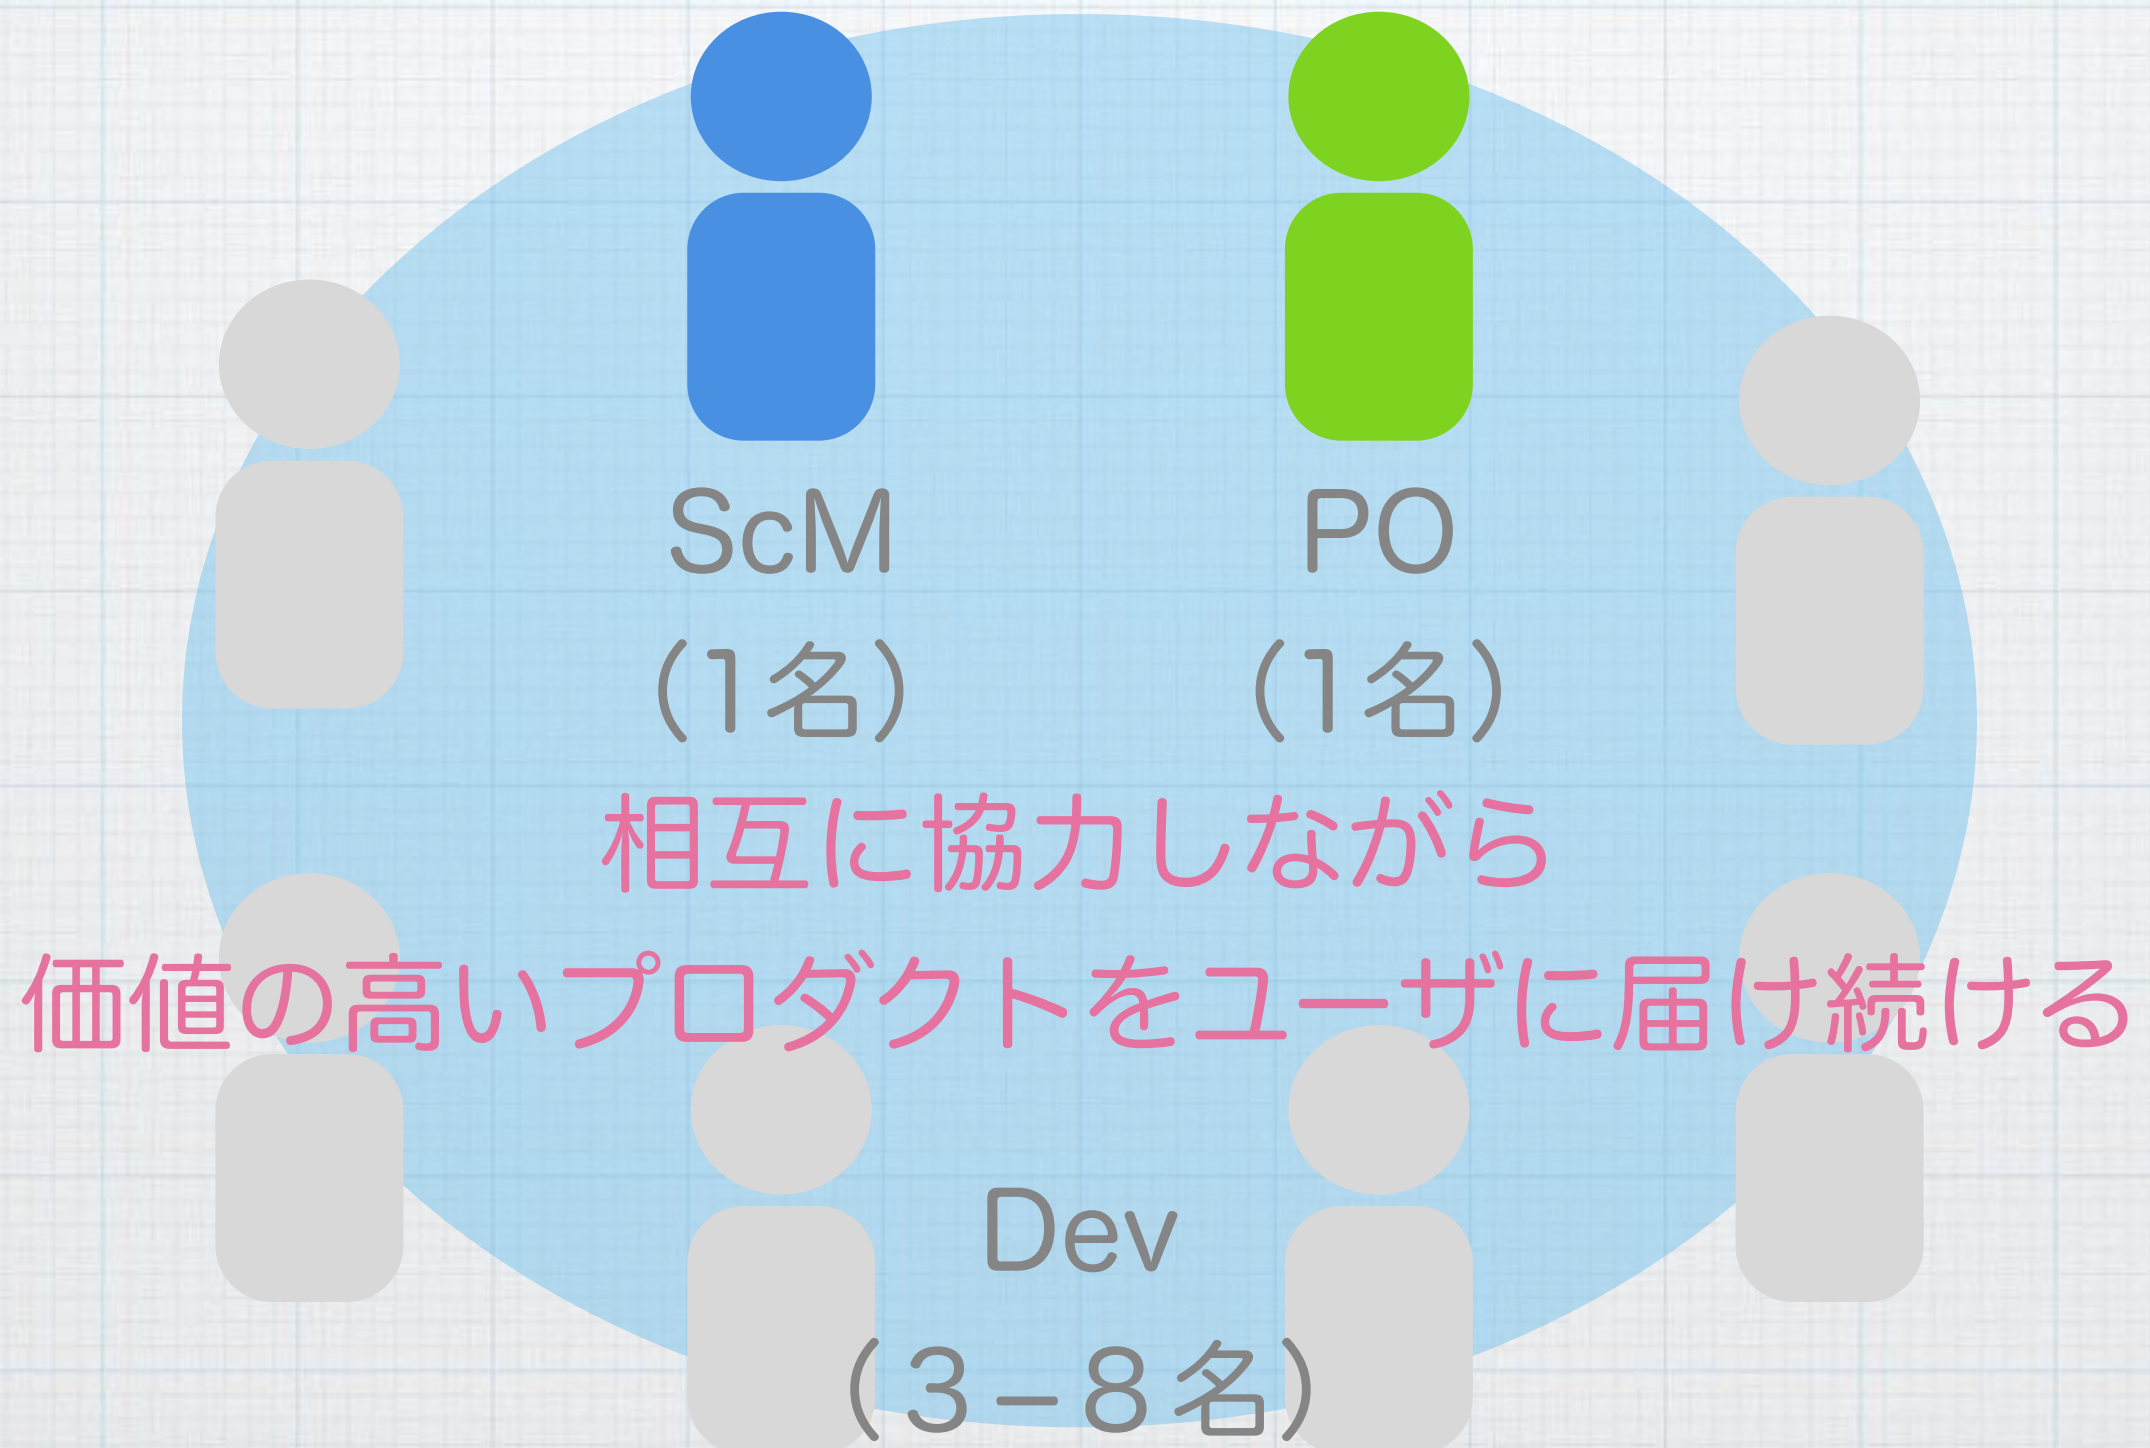 ScM
PO
(1名)
(1名)
相互に協力しながら
価値の高いプロダクトをユーザに届け続ける
Dev
(３−８名)